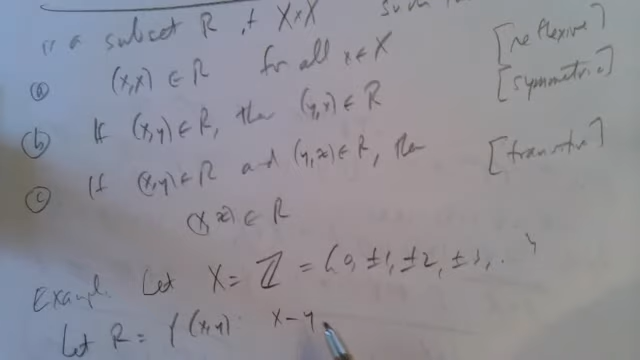 is a subset R of X×X such
(a) (x,x) ∈ R for all x ∈ X [reflexive]
(b) If (x,y) ∈ R, then (y,x) ∈ R [symmetric]
(c) If (x,y) ∈ R and (y,z) ∈ R, then [transitive]
(x,z) ∈ R
Example Let X = ℤ = {0, ±1, ±2, ±3, ...}
Let R = {(x,y): x-y